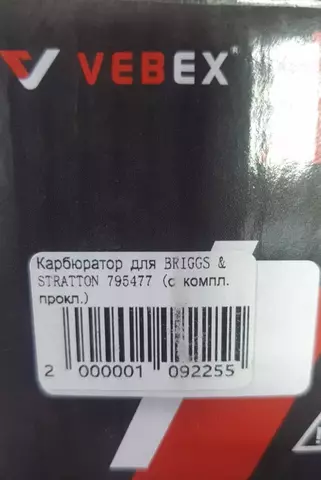 VEBEX®
Карбюратор для BRIGGS &
STRATTON 795477 (с компл.
прокл.)
2 000001 092255